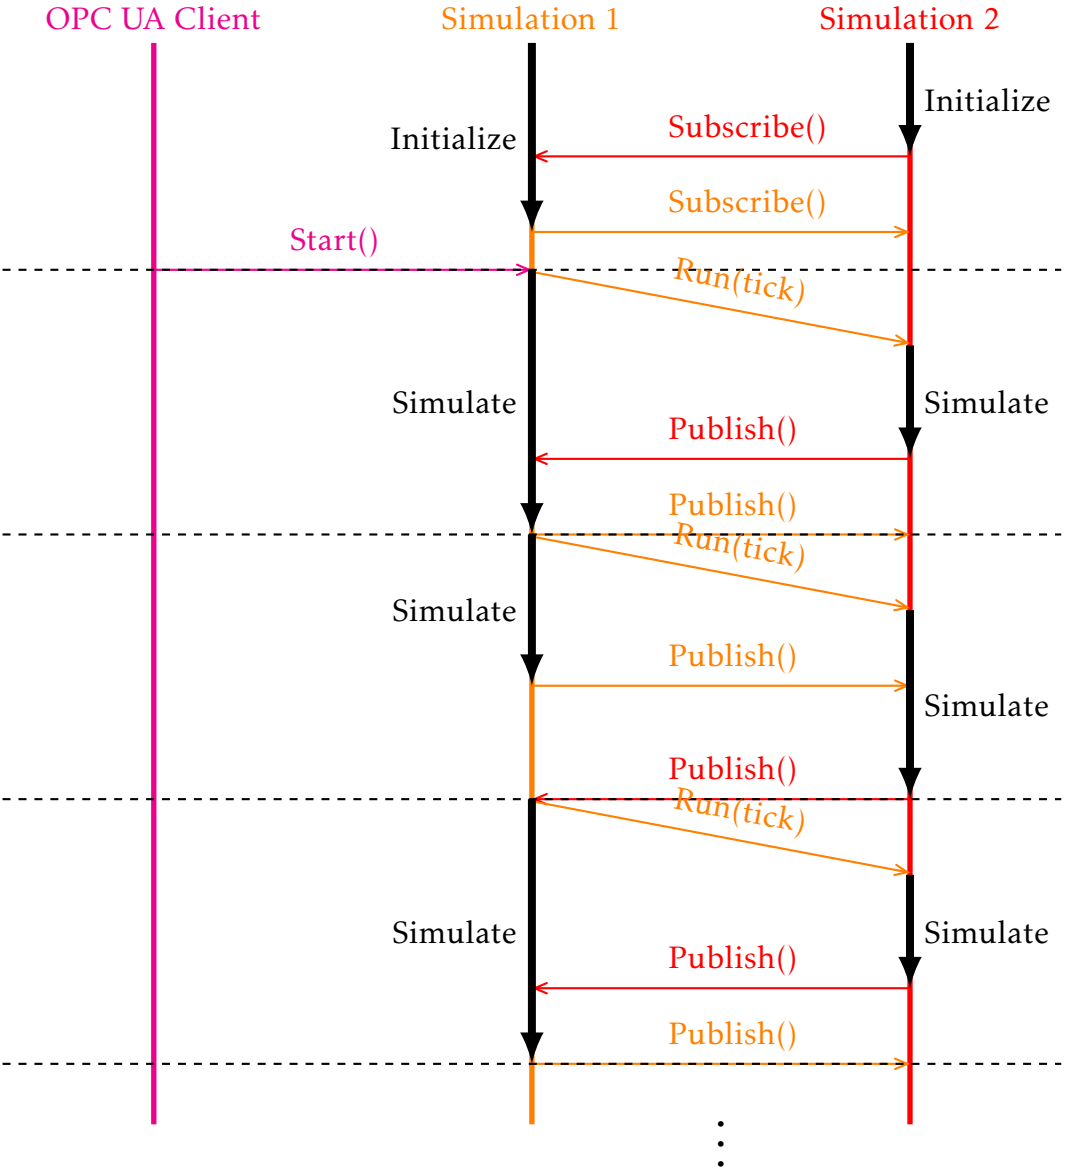 OPC UA Client
Simulation 1
Simulation 2
Initialize
Subscribe()
Initialize
Subscribe()
Start()
Run(tick)
Simulate
Simulate
Publish()
Publish()
Run(tick)
Simulate
Publish()
Simulate
Publish()
Run(tick)
Simulate
Simulate
Publish()
Publish()